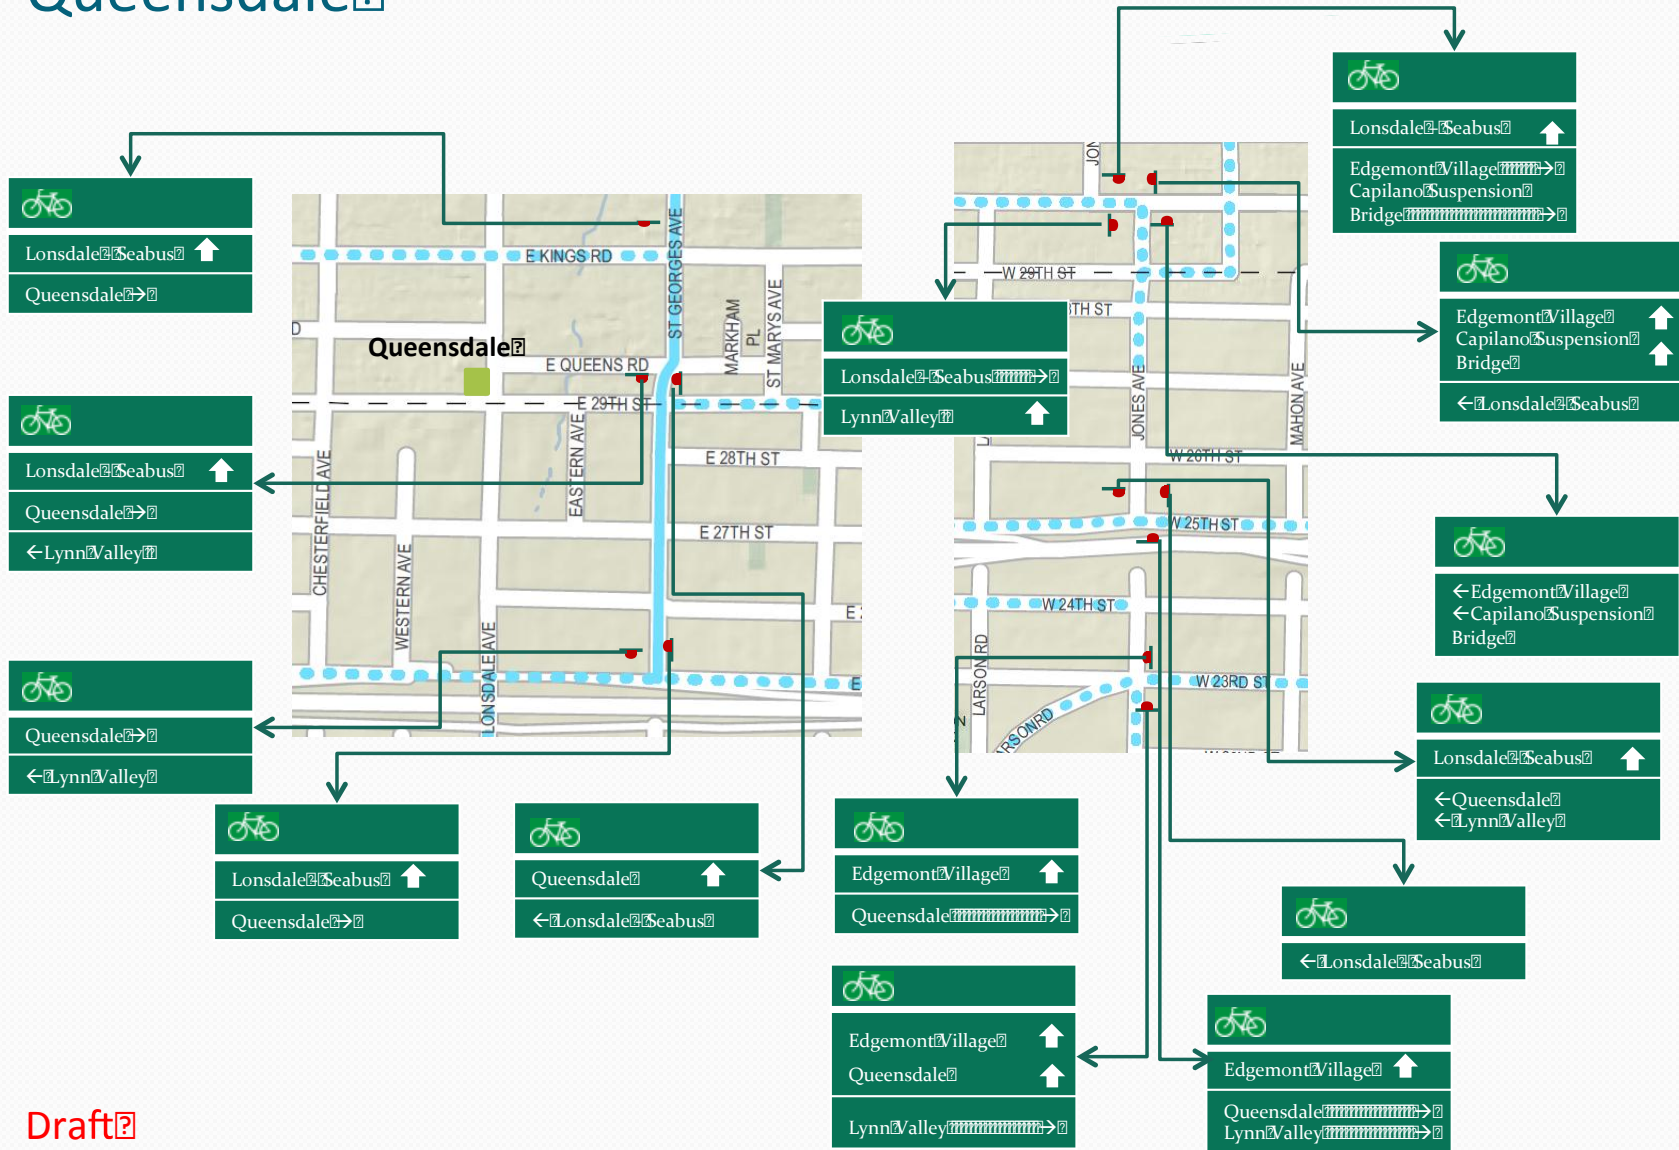 Queensdale
Lonsdale - Seabus ↑
Edgemont Village →
Capilano Suspension
Bridge →
Lonsdale - Seabus ↑
Queensdale →
Edgemont Village ↑
Capilano Suspension
Bridge ↑
← Lonsdale - Seabus
Lonsdale - Seabus →
Lynn Valley ↑
Lonsdale - Seabus ↑
Queensdale →
← Lynn Valley
← Edgemont Village
← Capilano Suspension
Bridge
Queensdale →
← Lynn Valley
Lonsdale - Seabus ↑
← Queensdale
← Lynn Valley
Lonsdale - Seabus ↑
Queensdale →
Queensdale ↑
← Lonsdale - Seabus
Edgemont Village ↑
Queensdale →
← Lonsdale - Seabus
Edgemont Village ↑
Queensdale ↑
Lynn Valley →
Edgemont Village ↑
Queensdale →
Lynn Valley →
E KINGS RD
ST GEORGES AVE
MARKHAM
PL
ST MARYS AVE
Queensdale
E QUEENS RD
E 29TH ST
E 28TH ST
EASTERN AVE
CHESTERFIELD AVE
E 27TH ST
WESTERN AVE
LONSDALE AVE
W 29TH ST
JONES AVE
MAHON AVE
W 26TH ST
W 25TH ST
W 24TH ST
LARSON RD
W 23RD ST
Draft